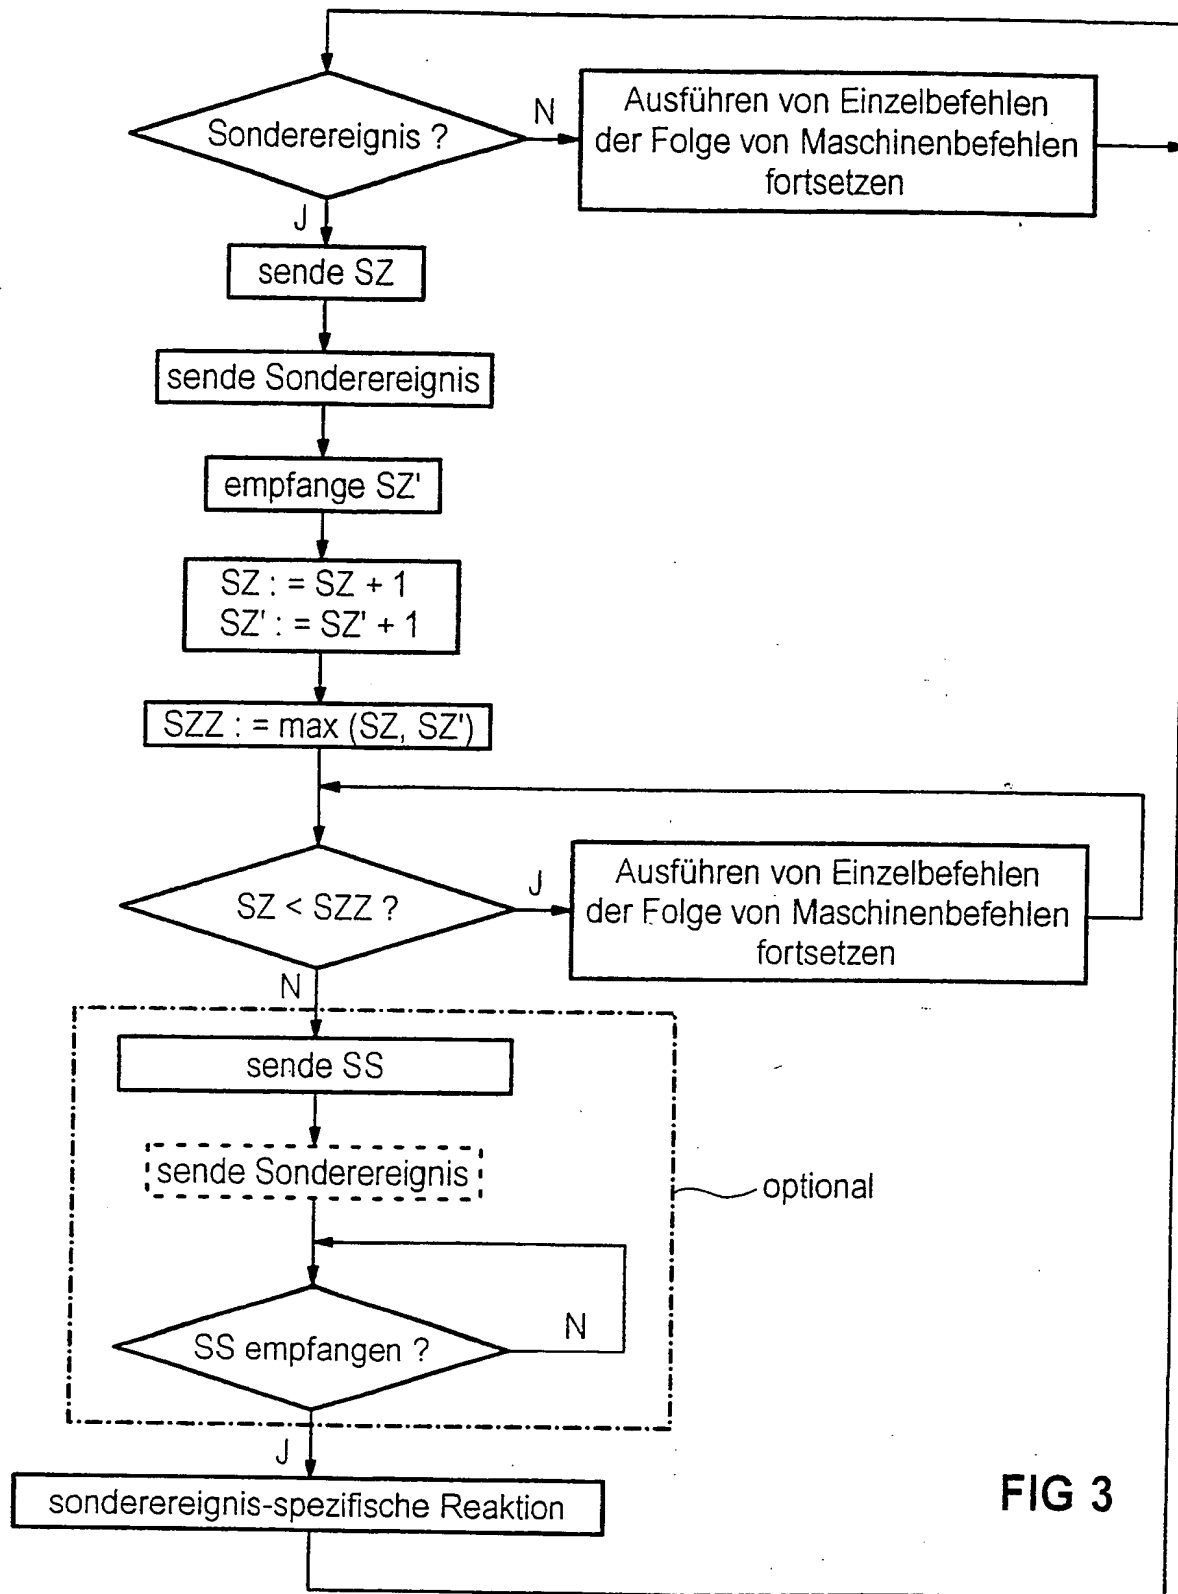 Sonderereignis ?
N
Ausführen von Einzelbefehlen
der Folge von Maschinenbefehlen
fortsetzen
J
sende SZ
sende Sonderereignis
empfange SZ'
SZ : = SZ + 1
SZ' : = SZ' + 1
SZZ : = max (SZ, SZ')
SZ < SZZ ?
J
Ausführen von Einzelbefehlen
der Folge von Maschinenbefehlen
fortsetzen
N
sende SS
sende Sonderereignis
optional
SS empfangen ?
N
J
sonderereignis-spezifische Reaktion
FIG 3